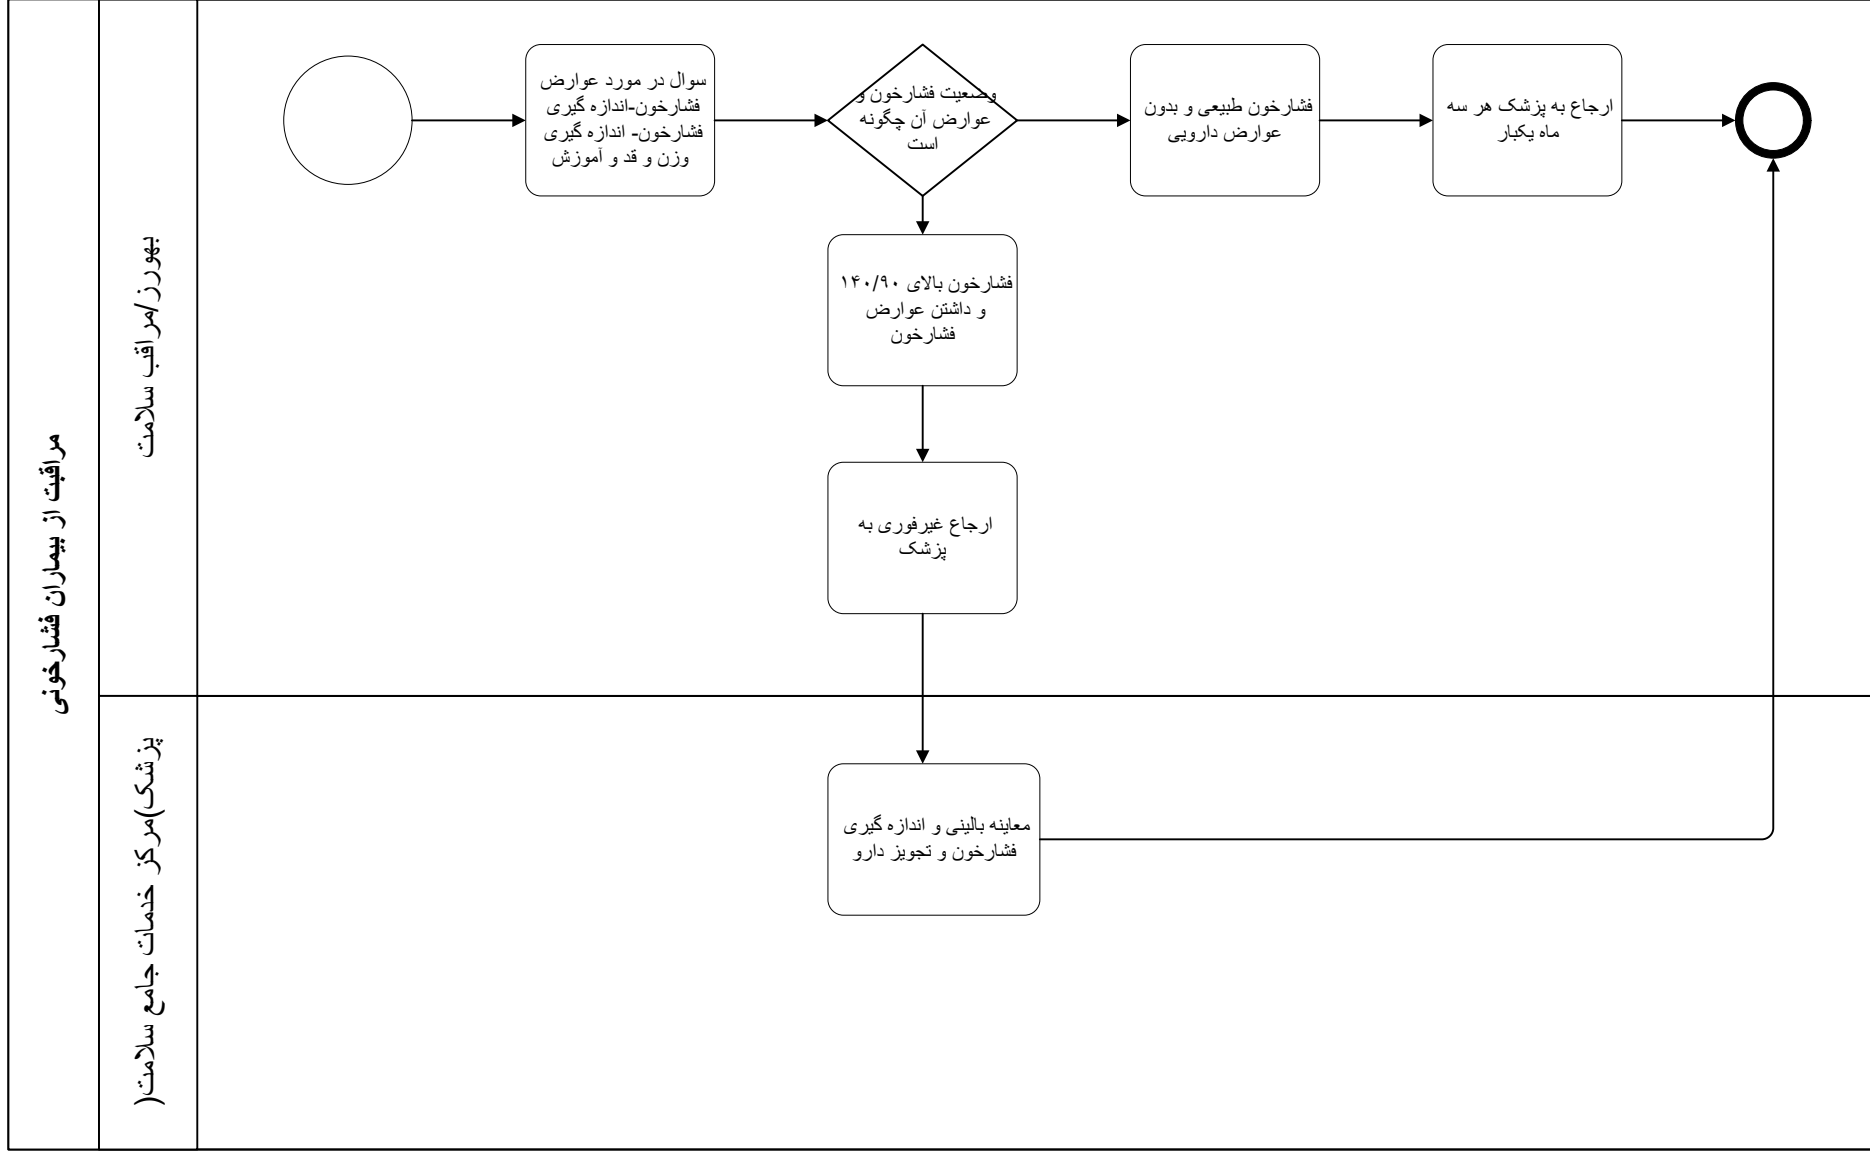 مراقبت از بیماران فشارخونی
بهورز/مراقب سلامت
سوال در مورد عوارض
فشارخون-اندازه گیری
فشارخون- اندازه گیری
وزن و قد و آموزش
وضعیت فشارخون و
عوارض آن چگونه
است
فشارخون طبیعی و بدون
عوارض دارویی
ارجاع به پزشک هر سه
ماه یکبار
فشارخون بالای ۱۴۰/۹۰
و داشتن عوارض
فشارخون
ارجاع غیرفوری به
پزشک
پزشک)مرکز خدمات جامع سلامت(
معاینه بالینی و اندازه گیری
فشارخون و تجویز دارو